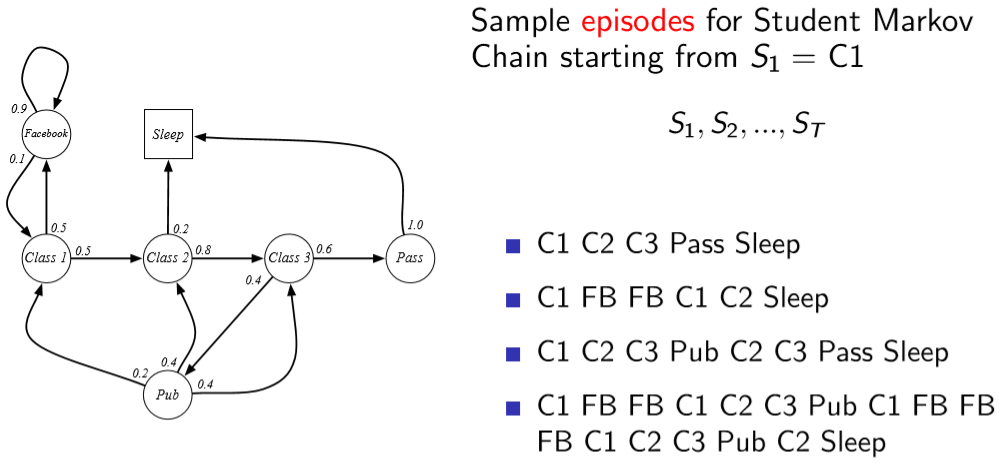 Sample episodes for Student Markov
Chain starting from S₁ = C1
S₁, S₂, ..., S_T
C1 C2 C3 Pass Sleep
C1 FB FB C1 C2 Sleep
C1 C2 C3 Pub C2 C3 Pass Sleep
C1 FB FB C1 C2 C3 Pub C1 FB FB
FB C1 C2 C3 Pub C2 Sleep
0.9
Facebook
Sleep
0.1
0.5
0.2
1.0
Class 1
0.5
Class 2
0.8
Class 3
0.6
Pass
0.4
0.4
0.2
0.4
Pub